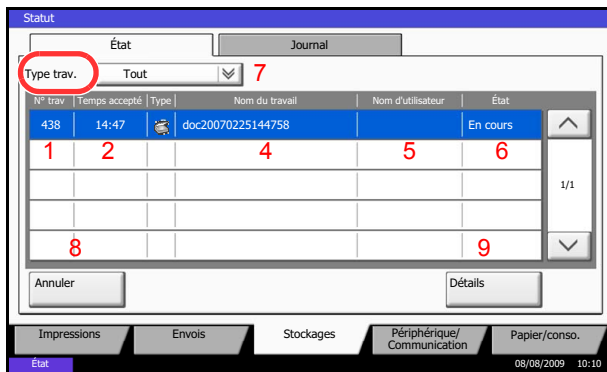 Statut
État Journal
Type trav. Tout 7
N° trav Temps accepté Type Nom du travail Nom d'utilisateur État
438 14:47 doc20070225144758 En cours
1 2 4 5 6
1/1
8 9
Annuler Détails
Impressions Envois Stockages Périphérique/ Papier/conso.
Communication
État 08/08/2009 10:10